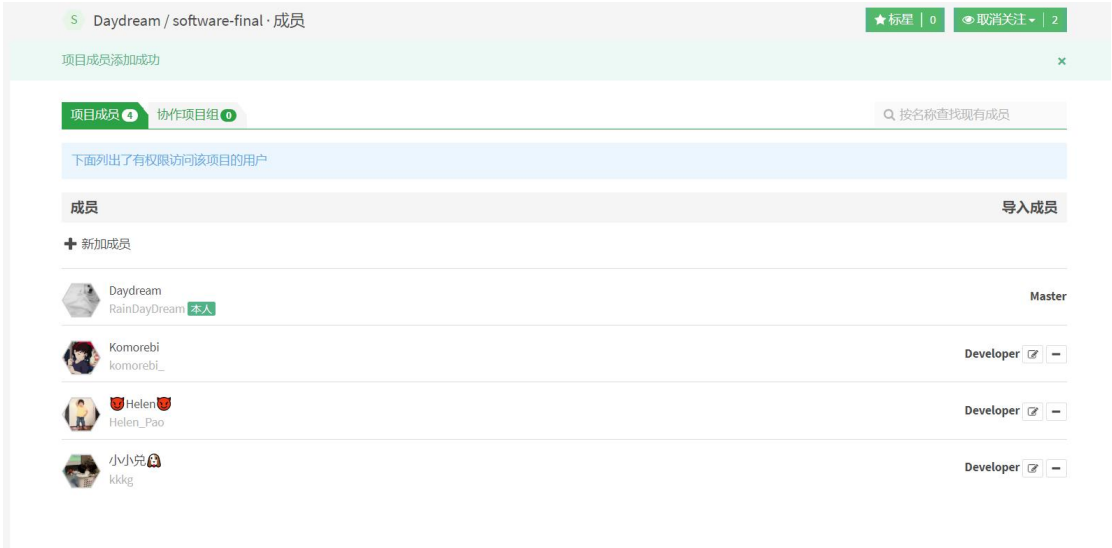 S Daydream / software-final · 成员 标星 0 取消关注 2
项目成员添加成功 ×
项目成员 4 协作项目组 0 按名称查找现有成员
下面列出了有权限访问该项目的用户
成员 导入成员
新加成员
Daydream
RainDayDream 本人 Master
Komorebi
komorebi_ Developer
😈Helen😈
Helen_Pao Developer
小小兑
kkkg Developer